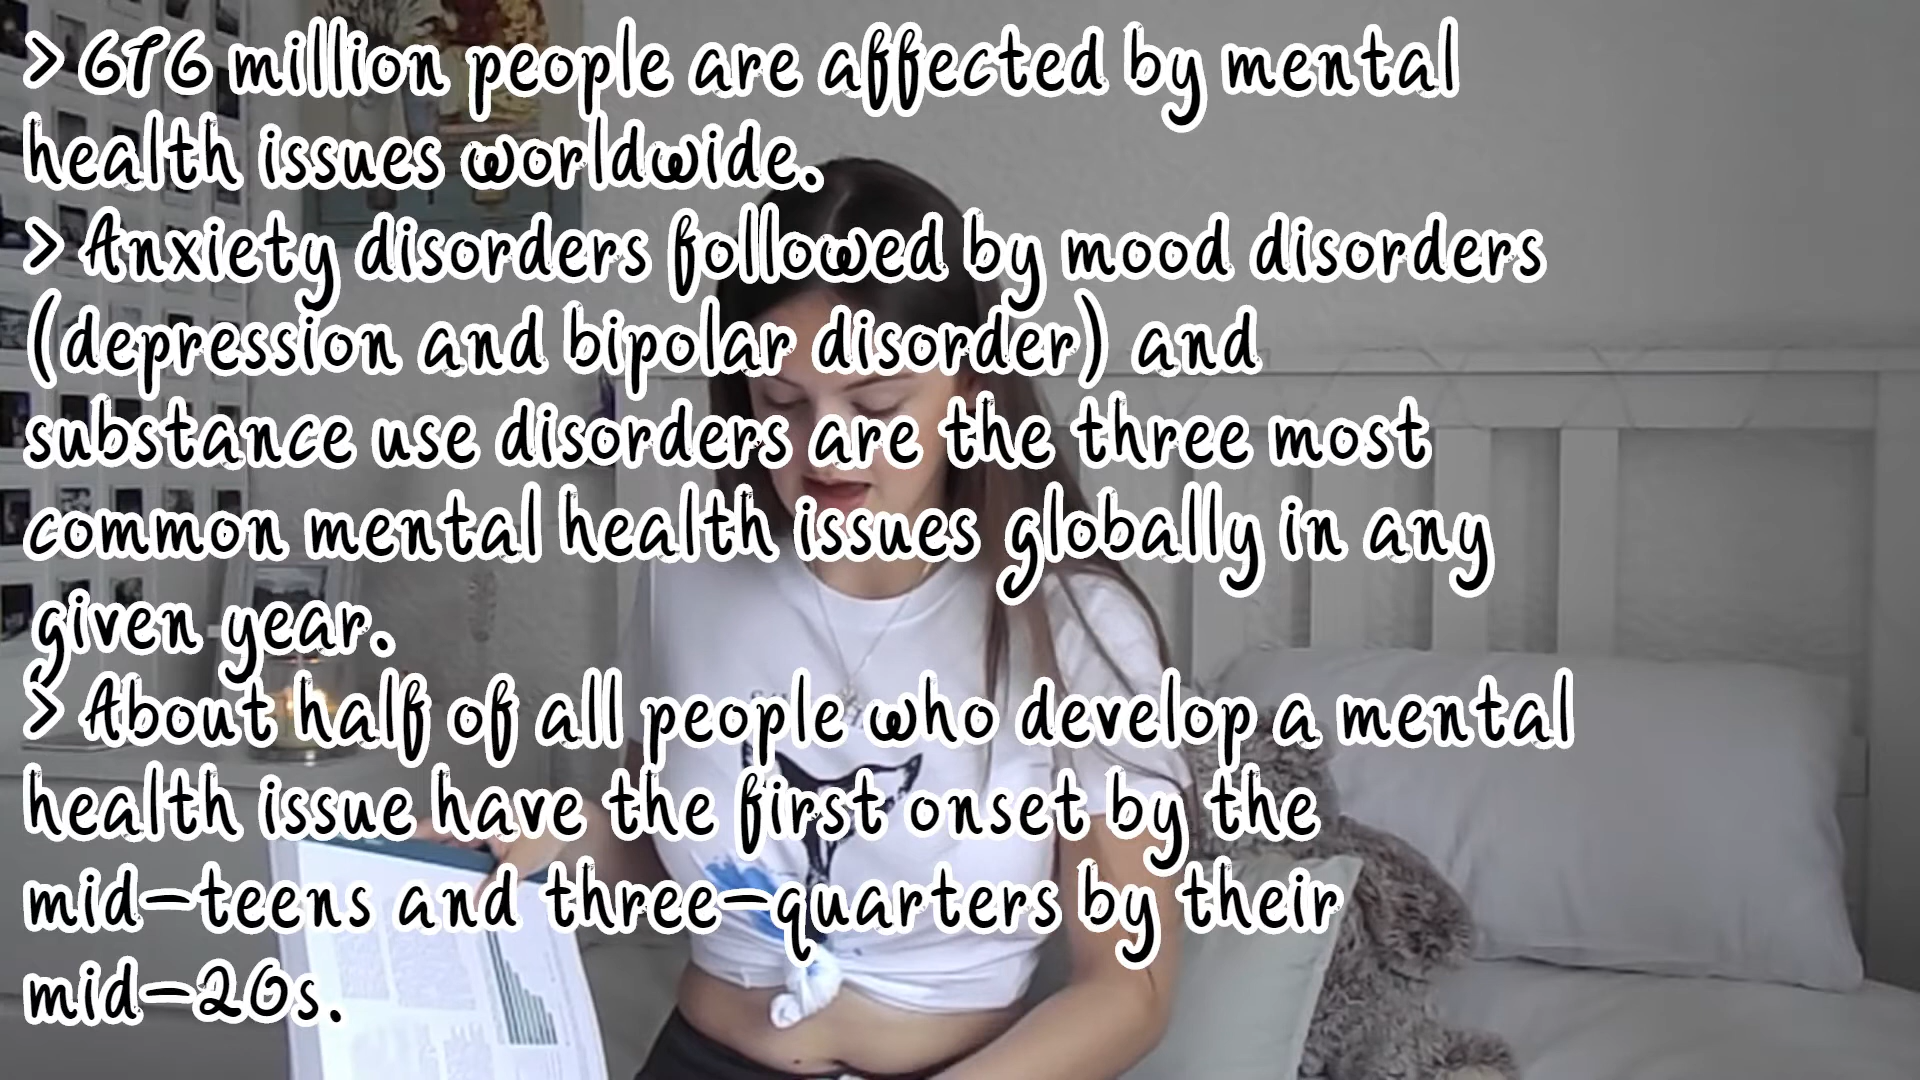 > 676 million people are affected by mental
health issues worldwide.
> Anxiety disorders followed by mood disorders
(depression and bipolar disorder) and
substance use disorders are the three most
common mental health issues globally in any
given year.
> About half of all people who develop a mental
health issue have the first onset by the
mid-teens and three-quarters by their
mid-20s.